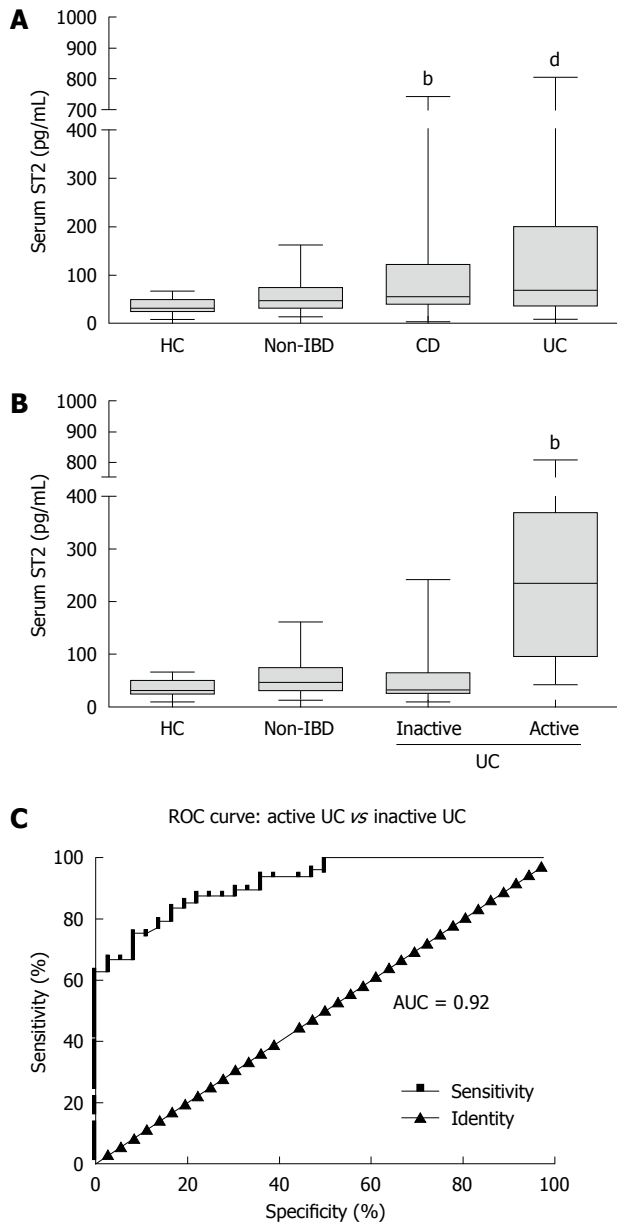 A
1000
900
800
700
400
300
200
100
0
Serum ST2 (pg/mL)
b
d
HC Non-IBD CD UC
B
1000
900
800
400
300
200
100
0
Serum ST2 (pg/mL)
b
HC Non-IBD Inactive Active
UC
C
ROC curve: active UC vs inactive UC
100
80
60
40
20
0
Sensitivity (%)
AUC = 0.92
Sensitivity
Identity
0 20 40 60 80 100
Specificity (%)